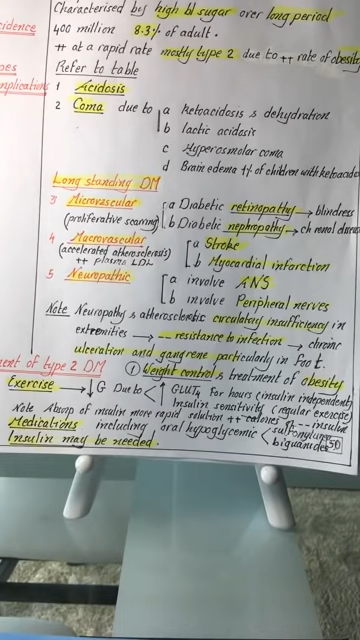 Characterised by high bl sugar over long period
cidence 400 million 8.3% of adult.
++ at a rapid rate mostly type 2 due to ++ rate of obesity
pes Refer to table
mplications 1 Acidosis
2 Coma due to a ketoacidosis & dehydration
b lactic acidosis
c Hyperosmolar coma
d Brain edema of children with ketoacido
Long standing DM
3 Microvascular (proliferative scarring) a Diabetic retinopathy → blindness
b Diabetic nephropathy → ch renal disease
4 Macrovascular (accelerated atherosclerosis) ++ plasma LDL a Stroke
b Myocardial infarction
5 Neuropathic a involve ANS
b involve Peripheral nerves
Note Neuropathy & atherosclerotic circulatory insufficiency in
extremities → -- resistance to infection → chronic
ulceration and gangrene particularly in foot.
ment of type 2 DM ① Weight control & treatment of obesity
Exercise → ↓ G Due to < ↑ GLUT4 for hours (insulin independent)
Insulin sensitivity (regular exercise)
Note Absop of insulin more rapid solution ++ calories or -- insulin
Medications including oral hypoglycemic < sulfonylurea
biguanides
Insulin may be needed. 50